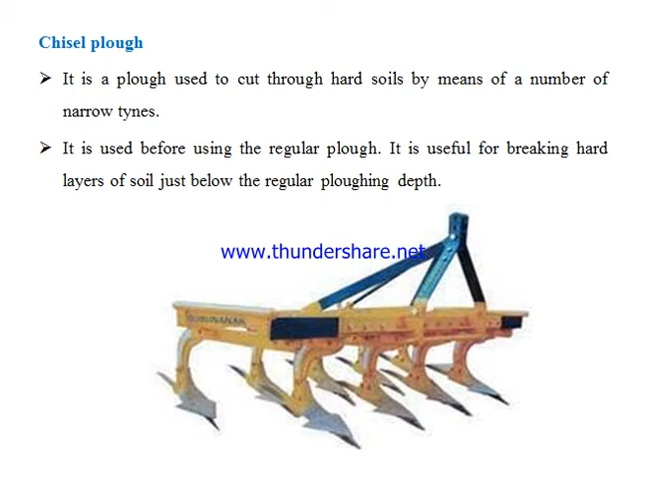 Chisel plough
➢ It is a plough used to cut through hard soils by means of a number of
narrow tynes.
➢ It is used before using the regular plough. It is useful for breaking hard
layers of soil just below the regular ploughing depth.
www.thundershare.net